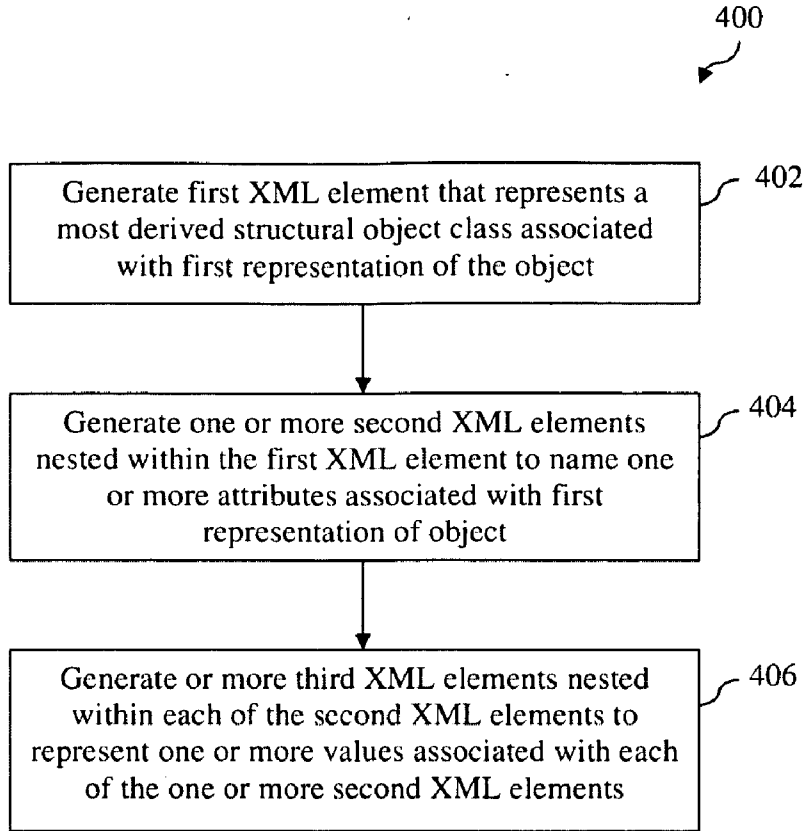 400
Generate first XML element that represents a
most derived structural object class associated
with first representation of the object
402
Generate one or more second XML elements
nested within the first XML element to name one
or more attributes associated with first
representation of object
404
Generate or more third XML elements nested
within each of the second XML elements to
represent one or more values associated with each
of the one or more second XML elements
406